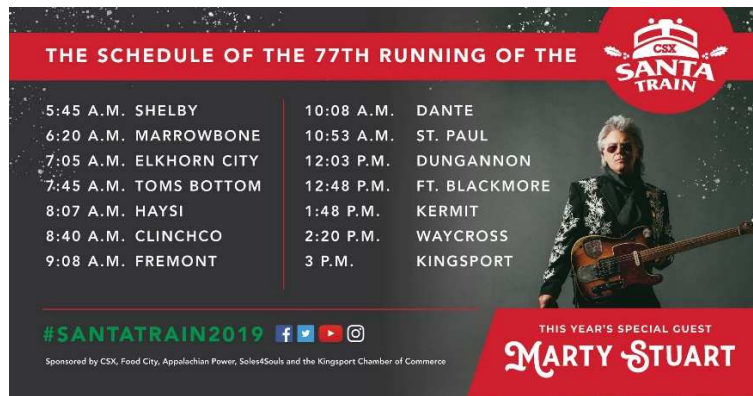 THE SCHEDULE OF THE 77TH RUNNING OF THE
CSX
SANTA
TRAIN
5:45 A.M. SHELBY
6:20 A.M. MARROWBONE
7:05 A.M. ELKHORN CITY
7:45 A.M. TOMS BOTTOM
8:07 A.M. HAYSI
8:40 A.M. CLINCHCO
9:08 A.M. FREMONT
10:08 A.M. DANTE
10:53 A.M. ST. PAUL
12:03 P.M. DUNGANNON
12:48 P.M. FT. BLACKMORE
1:48 P.M. KERMIT
2:20 P.M. WAYCROSS
3 P.M. KINGSPORT
#SANTATRAIN2019
Sponsored by CSX, Food City, Appalachian Power, Soles4Souls and the Kingsport Chamber of Commerce
THIS YEAR'S SPECIAL GUEST
MARTY STUART